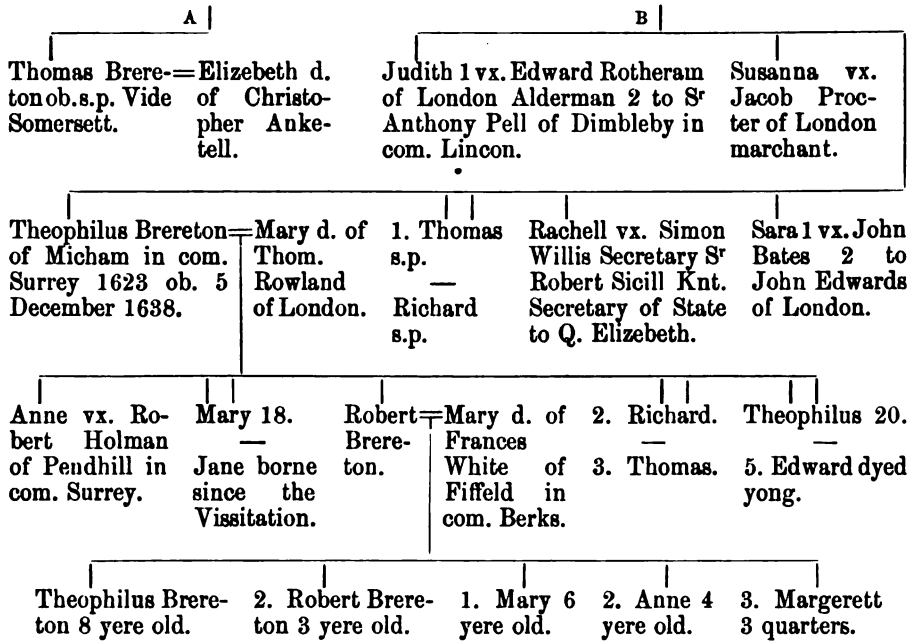 A
B
Thomas Brere-=Elizebeth d.
ton ob. s.p. Vide of Christo-
Somersett. pher Anke-
tell.
Judith 1 vx. Edward Rotheram
of London Alderman 2 to Sʳ
Anthony Pell of Dimbleby in
com. Lincon.
Susanna vx.
Jacob Proc-
ter of London
marchant.
Theophilus Brereton=Mary d. of
of Micham in com. Thom.
Surrey 1623 ob. 5 Rowland
December 1638. of London.
1. Thomas
s.p.
—
Richard
s.p.
Rachell vx. Simon
Willis Secretary Sʳ
Robert Sicill Knt.
Secretary of State
to Q. Elizebeth.
Sara 1 vx. John
Bates 2 to
John Edwards
of London.
Anne vx. Ro-
bert Holman
of Pendhill in
com. Surrey.
Mary 18.
—
Jane borne
since the
Vissitation.
Robert=Mary d. of
Brere- Frances
ton. White of
Fiffeld in
com. Berks.
2. Richard.
—
3. Thomas.
Theophilus 20.
—
5. Edward dyed
yong.
Theophilus Brere-
ton 8 yere old.
2. Robert Brere-
ton 3 yere old.
1. Mary 6
yere old.
2. Anne 4
yere old.
3. Margerett
3 quarters.